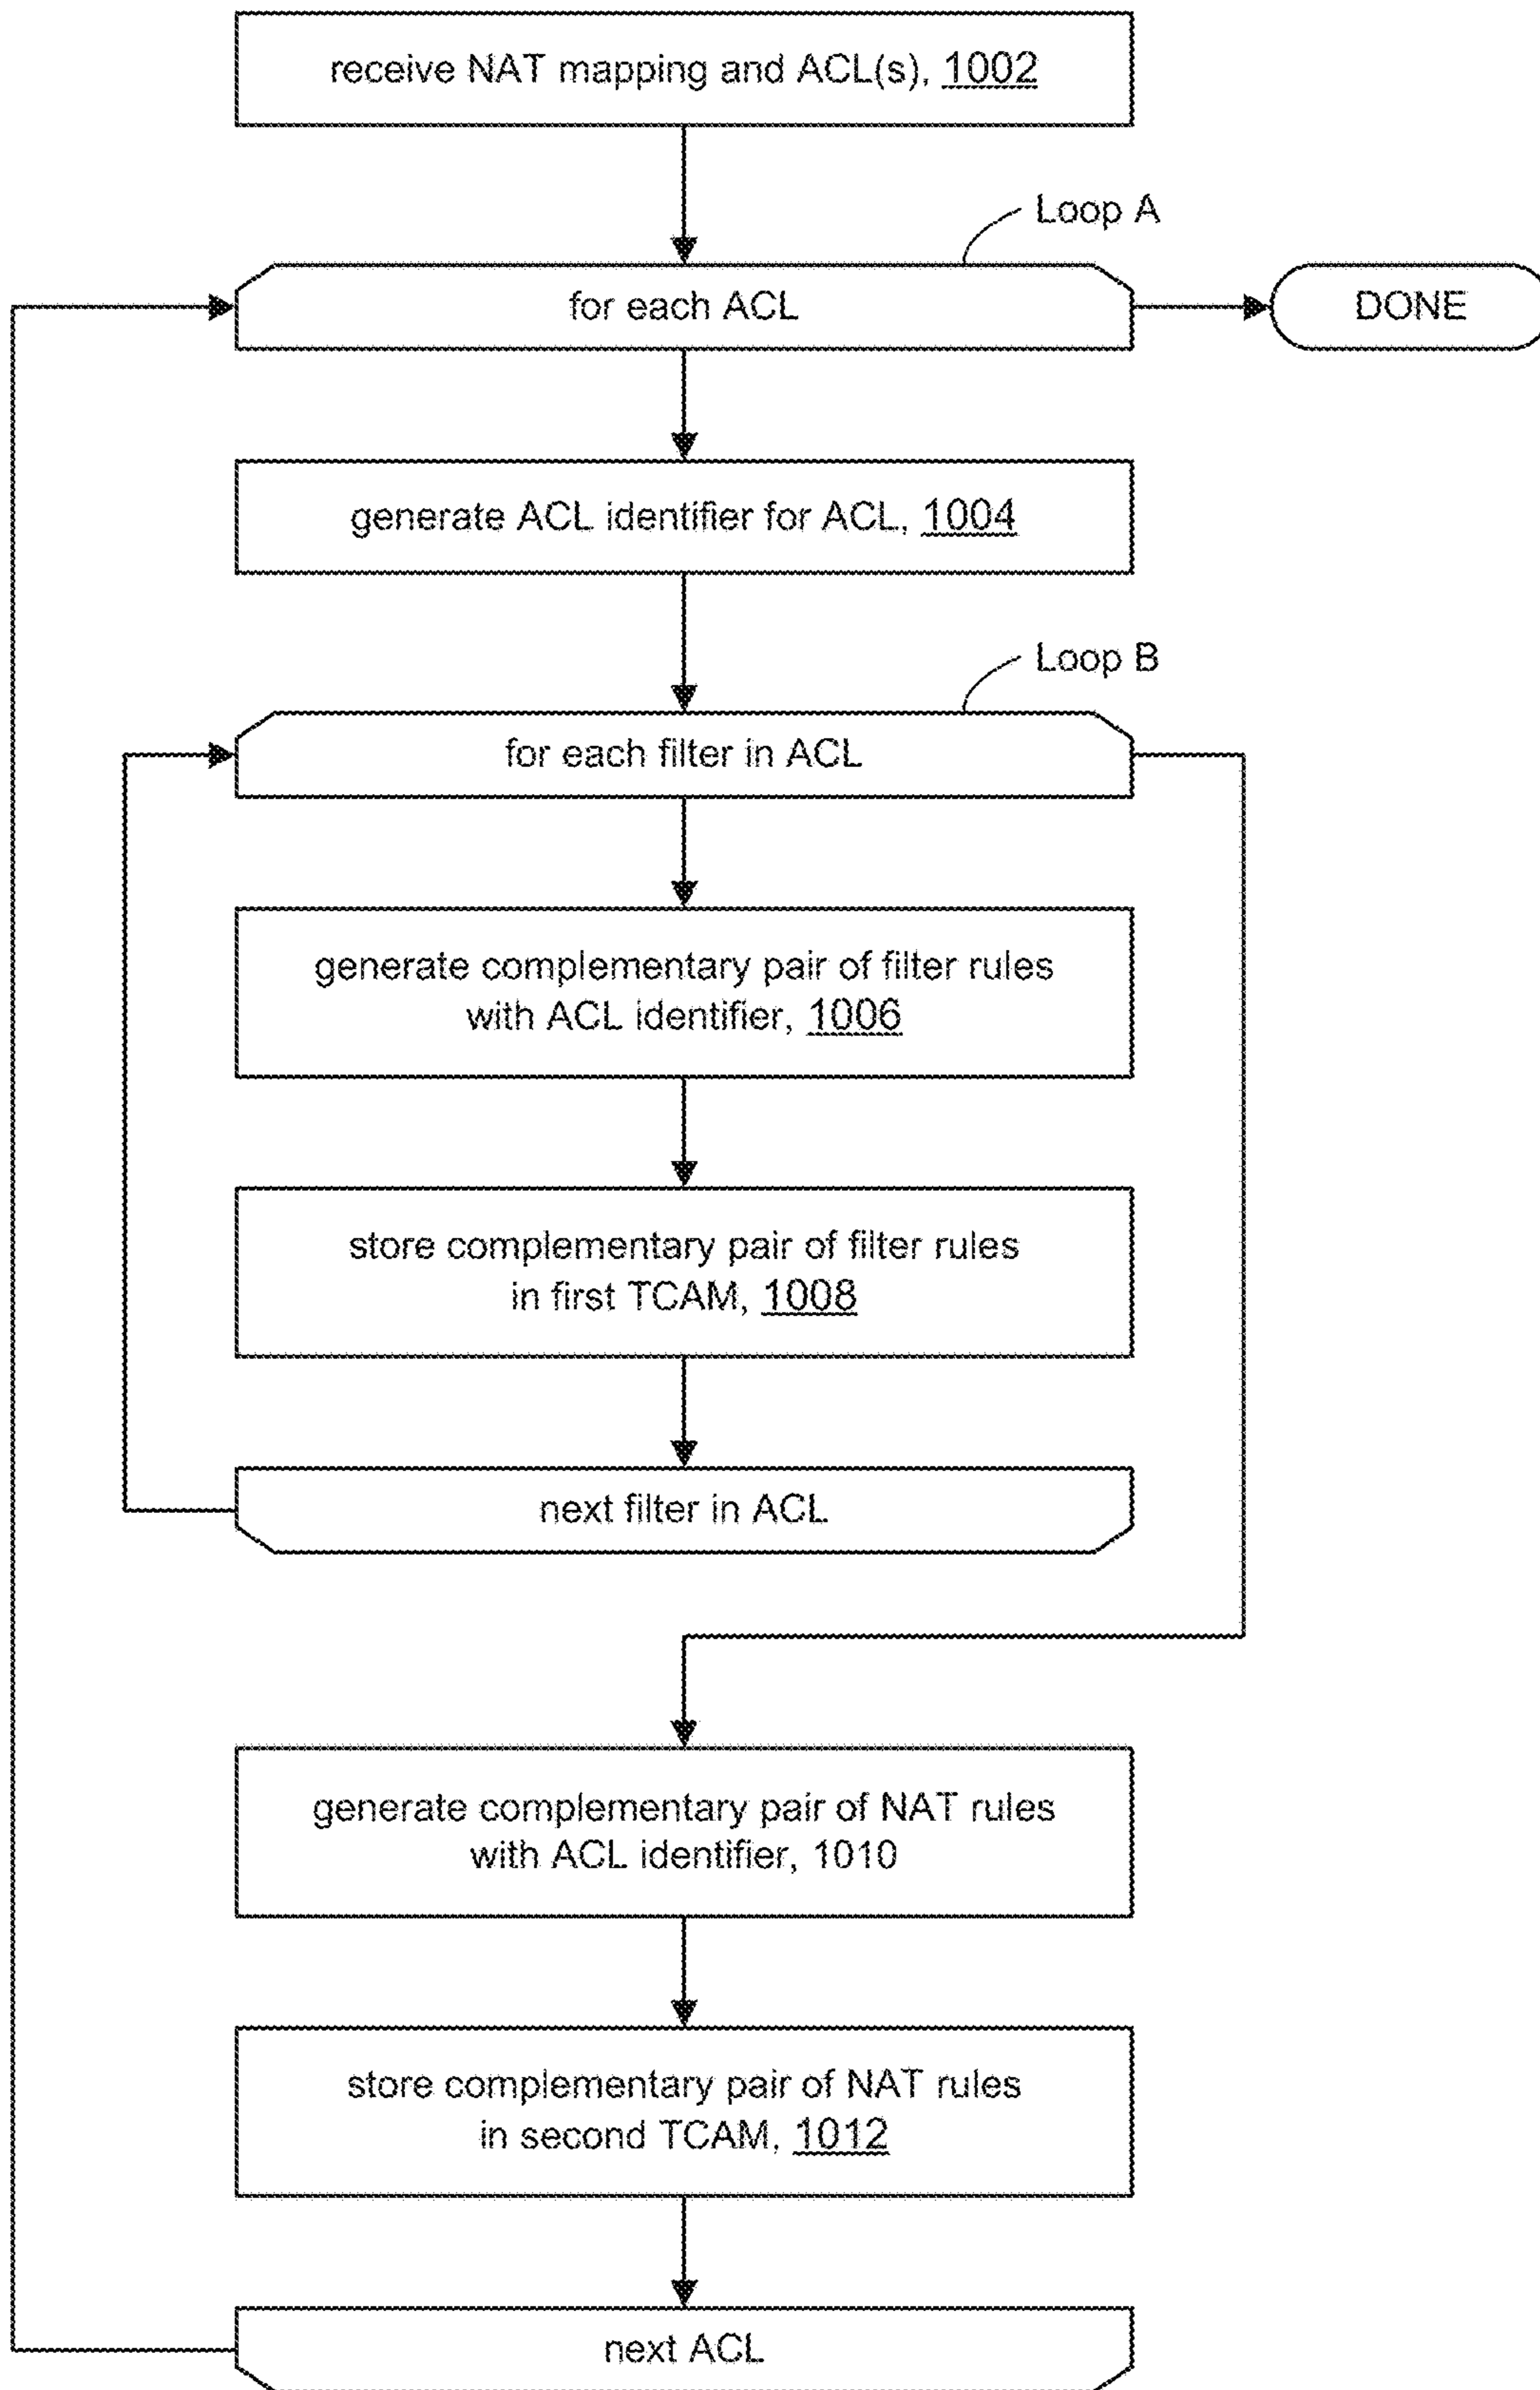 receive NAT mapping and ACL(s), 1002
Loop A
for each ACL
DONE
generate ACL identifier for ACL, 1004
Loop B
for each filter in ACL
generate complementary pair of filter rules
with ACL identifier, 1006
store complementary pair of filter rules
in first TCAM, 1008
next filter in ACL
generate complementary pair of NAT rules
with ACL identifier, 1010
store complementary pair of NAT rules
in second TCAM, 1012
next ACL